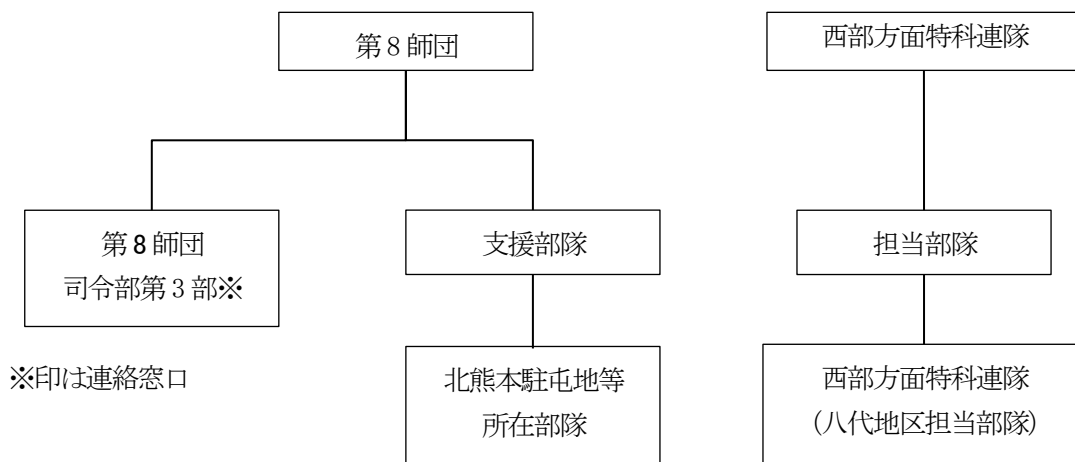 第８師団
西部方面特科連隊
第8師団
司令部第３部※
支援部隊
担当部隊
※印は連絡窓口
北熊本駐屯地等
所在部隊
西部方面特科連隊
(八代地区担当部隊)